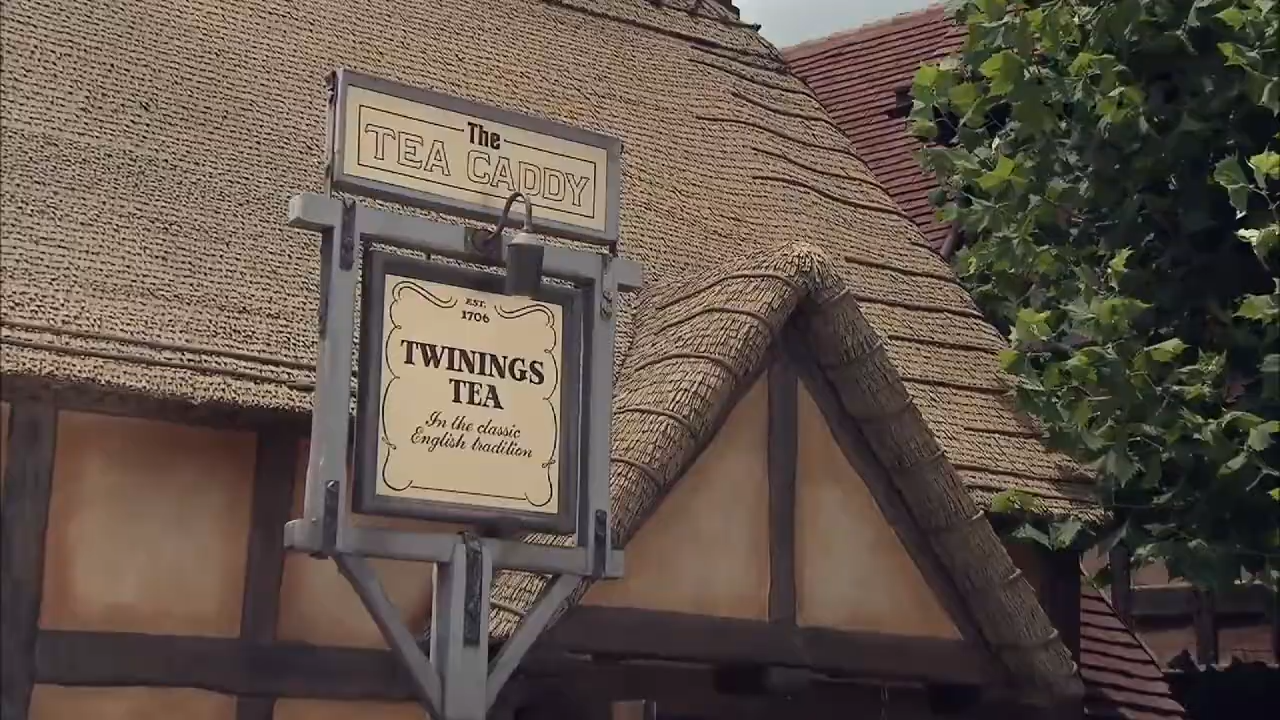 The
TEA CADDY
EST.
1706
TWININGS
TEA
In the classic
English tradition